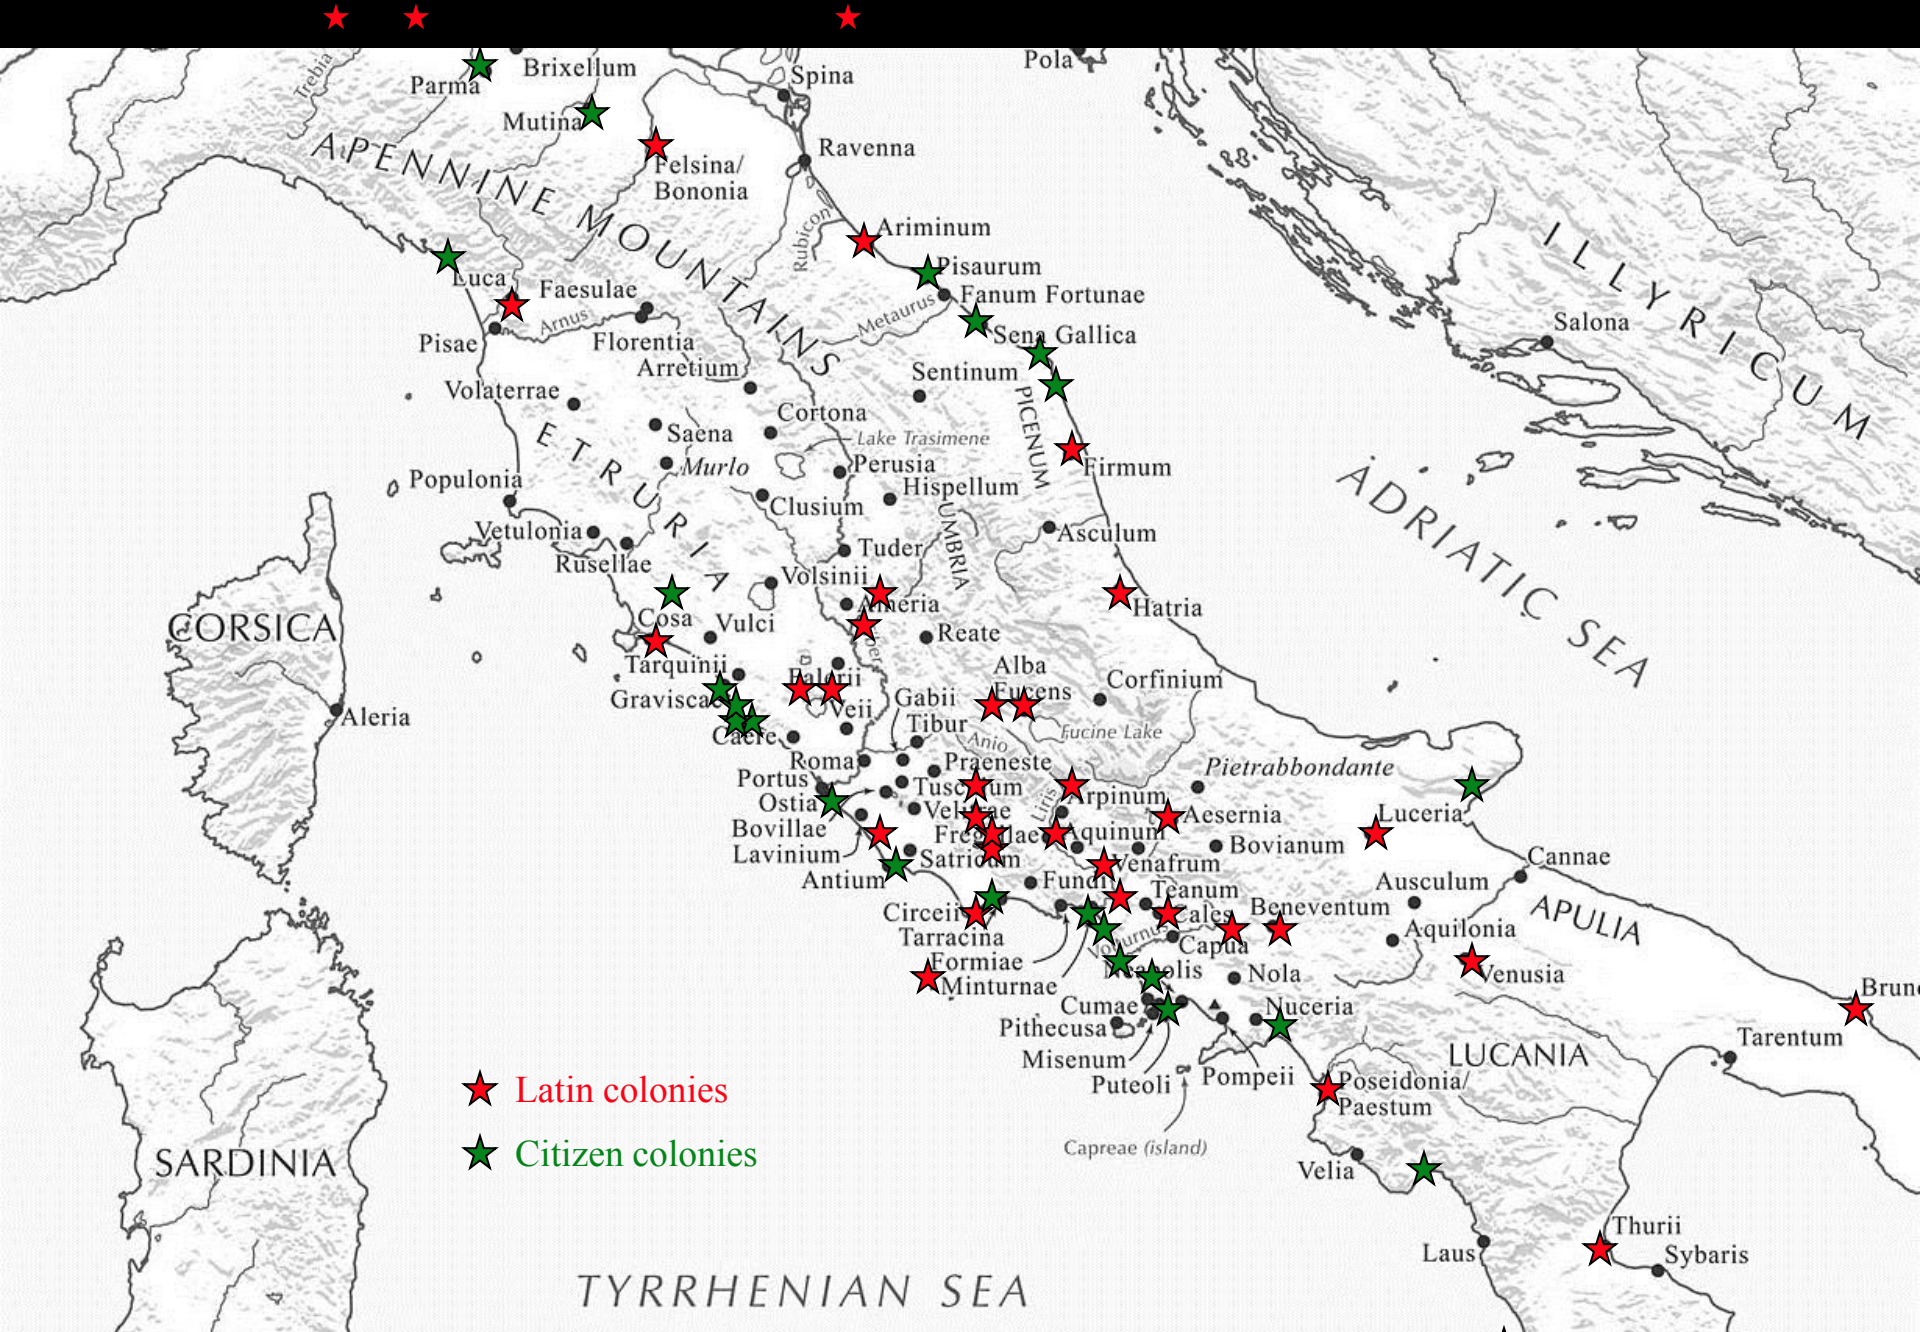 Trebia
Parma
Brixellum
Spina
Pola
Mutina
APENNINE MOUNTAINS
Felsina/
Bononia
Ravenna
Rubicon
Ariminum
ILLYRICUM
Luca
Faesulae
Arnus
Pisaurum
Metaurus
Fanum Fortunae
Pisae
Florentia
Sena Gallica
Salona
Arretium
Sentinum
Volaterrae
PICENUM
Cortona
ETRURIA
Saena
Lake Trasimene
Murlo
Perusia
Firmum
Populonia
Hispellum
ADRIATIC SEA
Clusium
UMBRIA
Vetulonia
Asculum
Rusellae
Tuder
Volsinii
CORSICA
Ameria
Hatria
Cosa
Vulci
Reate
Tarquinii
Falerii
Alba
Fucens
Corfinium
Graviscae
Gabii
Veii
Aleria
Caere
Tibur
Anio
Fucine Lake
Roma
Praeneste
Pietrabbondante
Portus
Tusculum
Arpinum
Ostia
Velitrae
Liris
Aesernia
Luceria
Bovillae
Fregellae
Aquinum
Bovianum
Lavinium
Satricum
Venafrum
Cannae
Antium
Fundi
Teanum
Ausculum
Circeii
Cales
Beneventum
APULIA
Tarracina
Volturnus
Capua
Aquilonia
Formiae
Neapolis
Nola
Venusia
Minturnae
Cumae
Nuceria
Pithecusa
Tarentum
Misenum
LUCANIA
Puteoli
Pompeii
Poseidonia/
Paestum
Latin colonies
Capreae (island)
Citizen colonies
SARDINIA
Velia
Thurii
Laus
Sybaris
TYRRHENIAN SEA